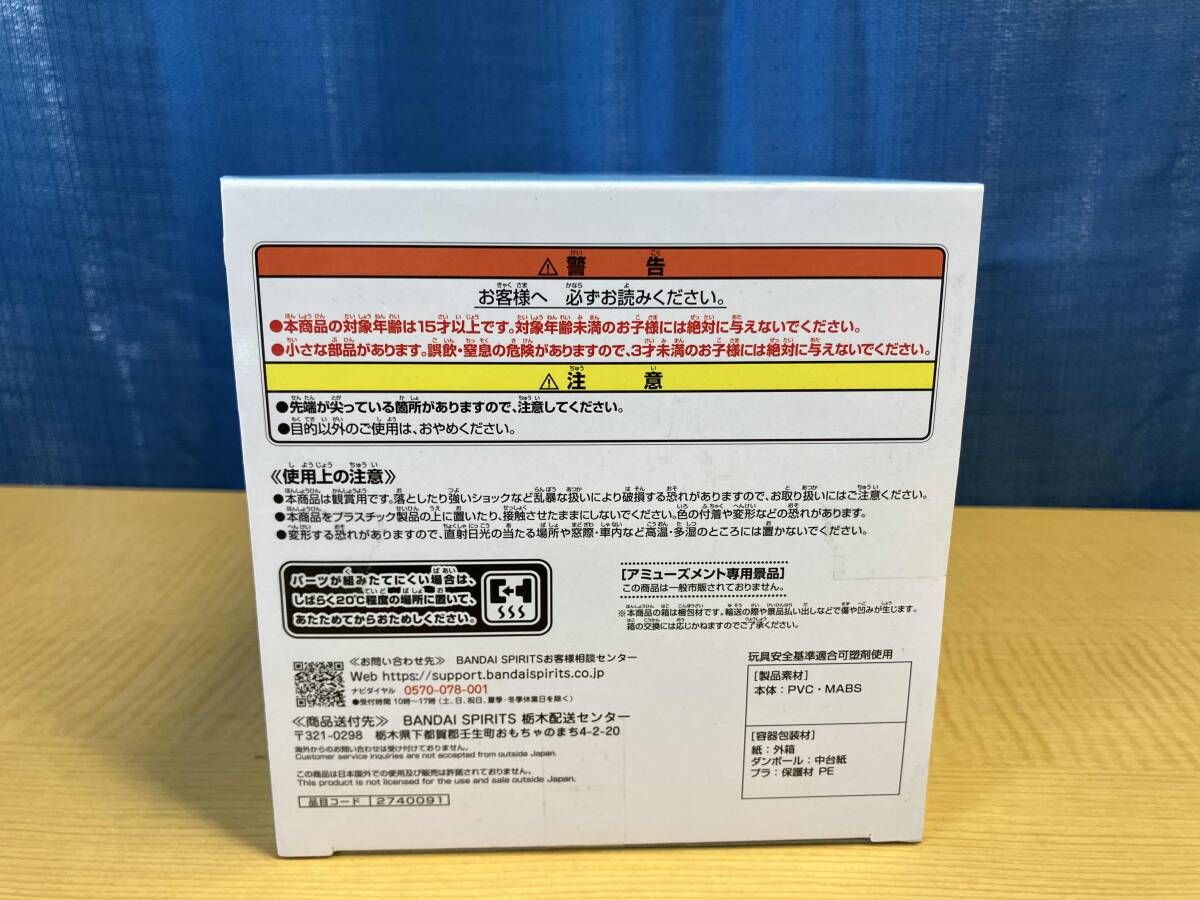 ⚠警告
お客様へ 必ずお読みください。
●本商品の対象年齢は15才以上です。対象年齢未満のお子様には絶対に与えないでください。
●小さな部品があります。誤飲・窒息の危険がありますので、3才未満のお子様には絶対に与えないでください。
⚠注意
●先端が尖っている箇所がありますので、注意してください。
●目的以外のご使用は、おやめください。
《使用上の注意》
●本商品は観賞用です。落としたり強いショックなど乱暴な扱いにより破損する恐れがありますので、お取り扱いにはご注意ください。
●本商品をプラスチック製品の上に置いたり、接触させたままにしないでください。色の付着や変形などの恐れがあります。
●変形する恐れがありますので、直射日光の当たる場所や窓際・車内など高温・多湿のところには置かないでください。
パーツが組みたてにくい場合は、
しばらく20℃程度の場所に置いて、
あたためてからおためしください。
[アミューズメント専用景品]
この商品は一般市販されておりません。
※本商品の箱は梱包材です。輸送の際や景品払い出しなどで傷や凹みが生じます。
箱の交換には応じかねますのでご了承ください。
≪お問い合わせ先≫ BANDAI SPIRITSお客様相談センター
Web https://support.bandaispirits.co.jp
ナビダイヤル 0570-078-001
●受付時間 10時〜17時(土、日、祝日、夏季・冬季休業日を除く)
≪商品送付先≫ BANDAI SPIRITS 栃木配送センター
〒321-0298 栃木県下都賀郡壬生町おもちゃのまち4-2-20
海外からのお問い合わせは受け付けておりません。
Customer service inquiries are not accepted from outside Japan.
この商品は日本国外での使用及び販売は許諾されておりません。
This product is not licensed for the use and sale outside Japan.
品目コード 2740091
玩具安全基準適合可塑剤使用
[製品素材]
本体：PVC・MABS
[容器包装材]
紙：外箱
ダンボール：中台紙
プラ：保護材 PE